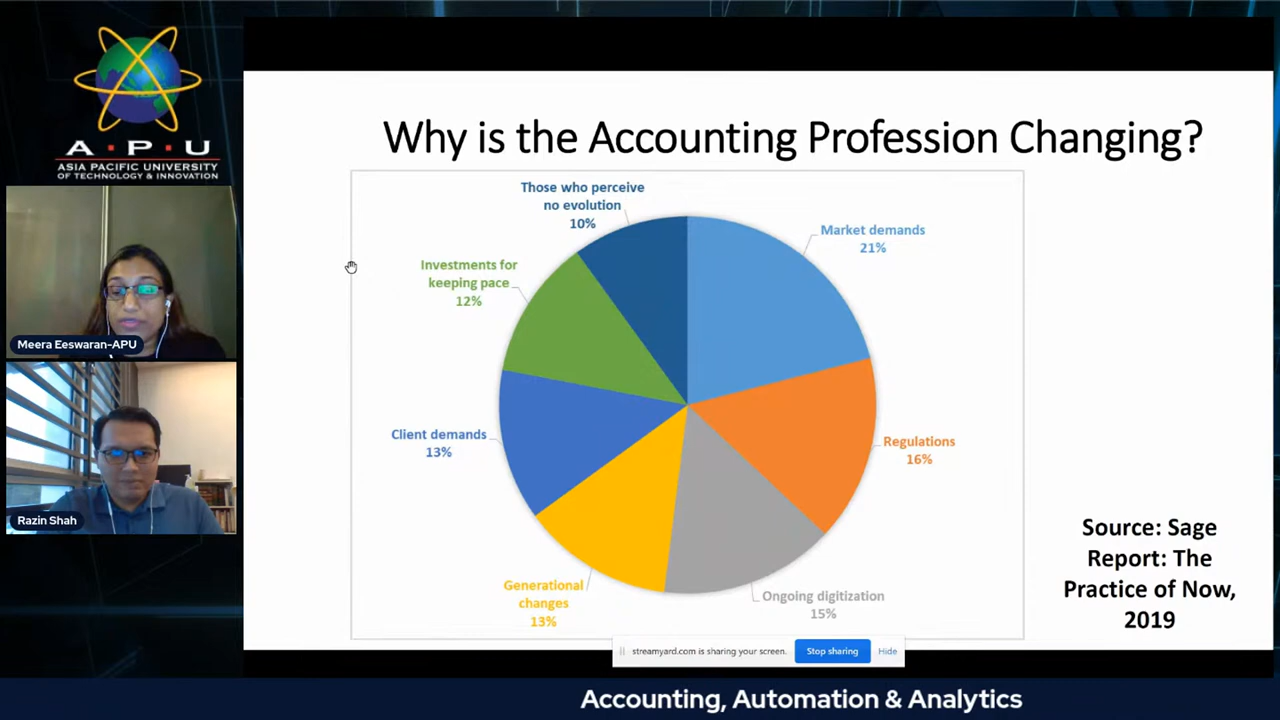 A·P·U
ASIA PACIFIC UNIVERSITY
OF TECHNOLOGY & INNOVATION
Meera Eeswaran-APU
Razin Shah
Why is the Accounting Profession Changing?
Those who perceive
no evolution
10%
Market demands
21%
Investments for
keeping pace
12%
Client demands
13%
Regulations
16%
Generational
changes
13%
Ongoing digitization
15%
Source: Sage
Report: The
Practice of Now,
2019
streamyard.com is sharing your screen.
Stop sharing
Hide
Accounting, Automation & Analytics